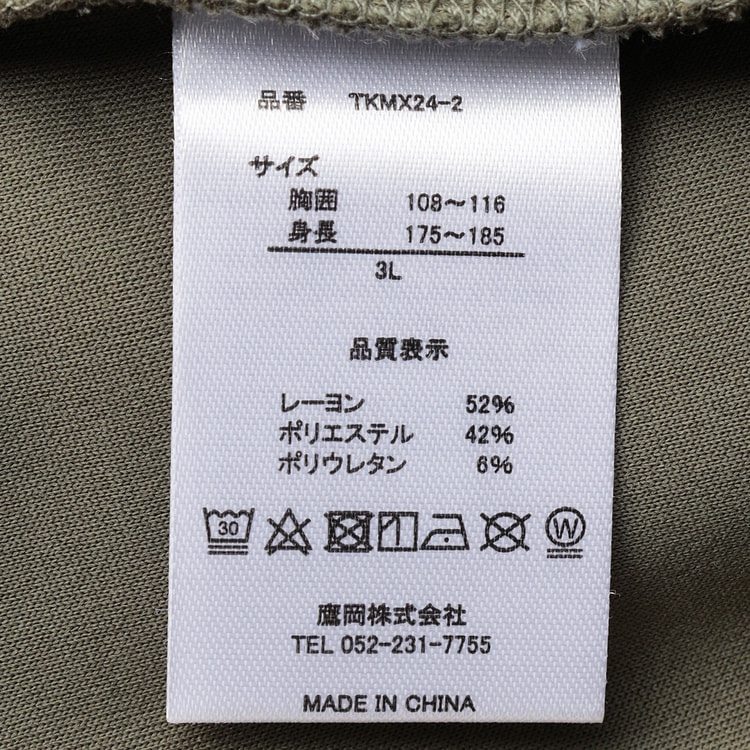 品番 TKMX24-2
サイズ
胸囲 108～116
身長 175～185
3L
品質表示
レーヨン 52%
ポリエステル 42%
ポリウレタン 6%
30 W
鷹岡株式会社
TEL 052-231-7755
MADE IN CHINA